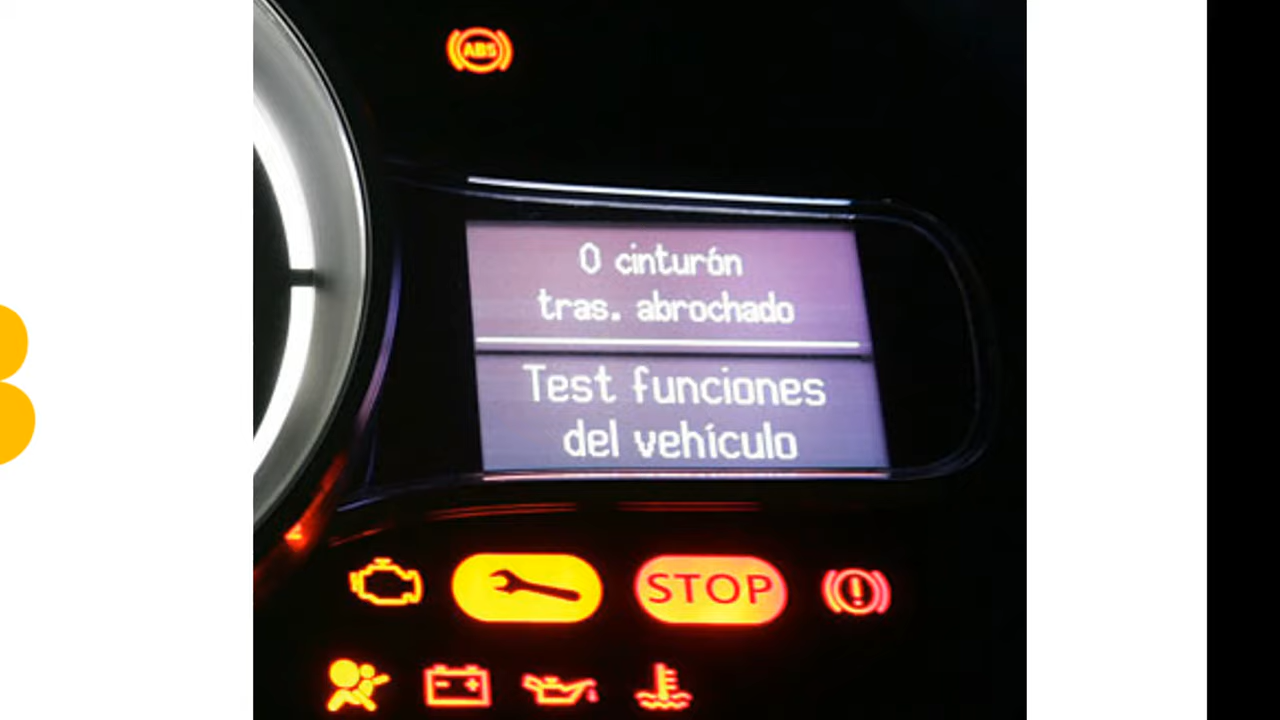 ABS
0 cinturón
tras. abrochado
Test funciones
del vehículo
STOP